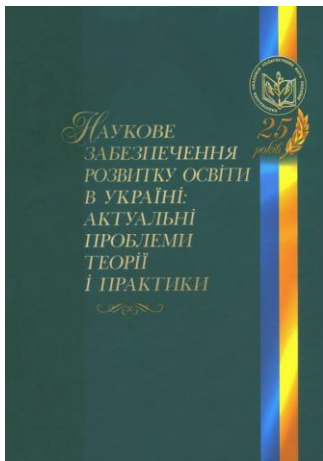 НАУКОВЕ
ЗАБЕЗПЕЧЕННЯ
РОЗВИТКУ ОСВІТИ
В УКРАЇНІ:
АКТУАЛЬНІ
ПРОБЛЕМИ
ТЕОРІЇ
І ПРАКТИКИ
25
років